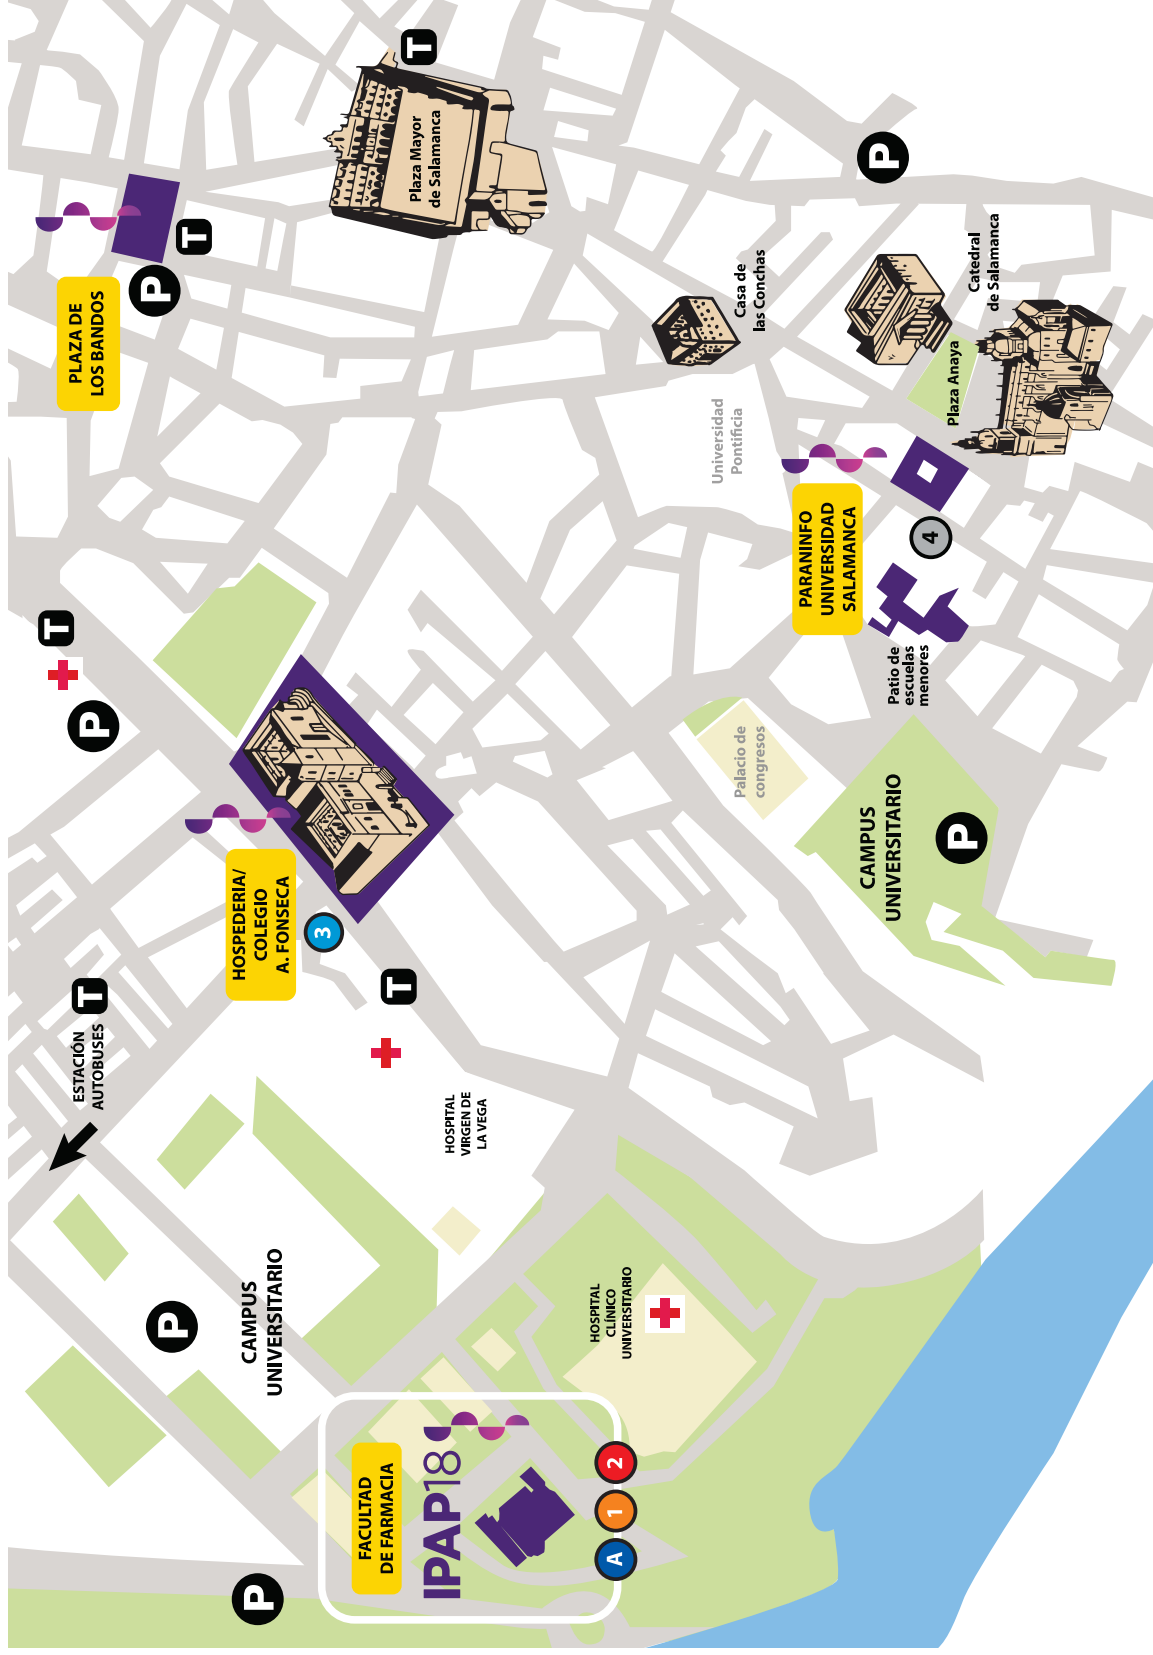 T
Plaza Mayor
de Salamanca
P
T
P
PLAZA DE
LOS BANDOS
Casa de
las Conchas
Catedral
de Salamanca
Plaza Anaya
Universidad
Pontificia
PARANINFO
UNIVERSIDAD
SALAMANCA
4
Patio de
escuelas
menores
T
P
Palacio de
congresos
CAMPUS
UNIVERSITARIO
P
HOSPEDERIA/
COLEGIO
A. FONSECA
3
T
T
ESTACIÓN
AUTOBUSES
HOSPITAL
VIRGEN DE
LA VEGA
P
CAMPUS
UNIVERSITARIO
HOSPITAL
CLÍNICO
UNIVERSITARIO
FACULTAD
DE FARMACIA
IPAP18
2
1
A
P